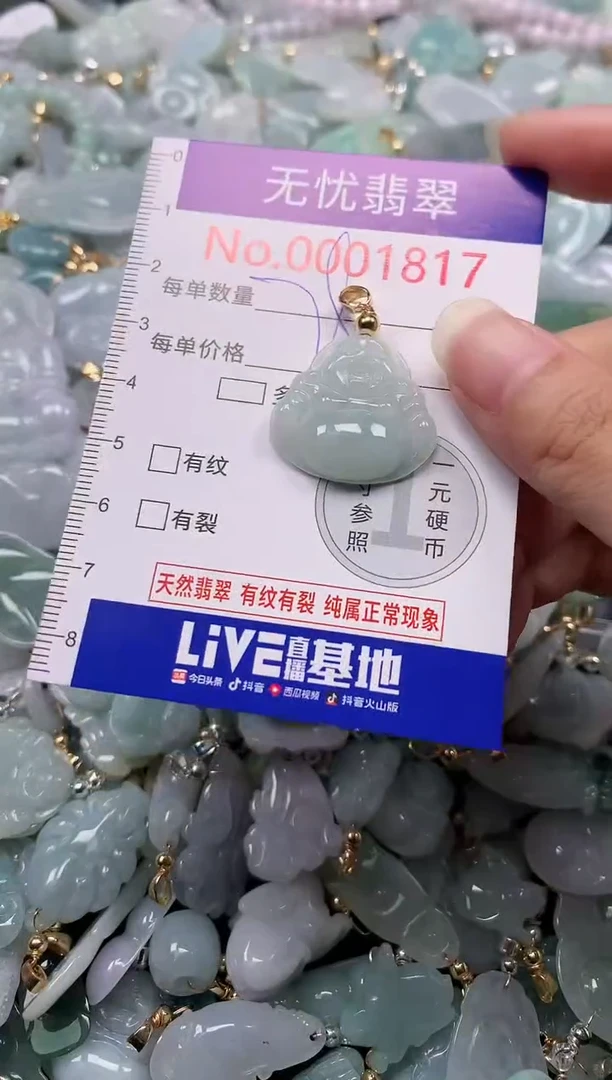 0
无忧翡翠
1
No.0001817
2
每单数量
3
每单价格
4
5
有纹
一元硬币
参照
6
有裂
7
天然翡翠 有纹有裂 纯属正常现象
8
LiVE直播基地
今日头条 抖音 西瓜视频 抖音火山版